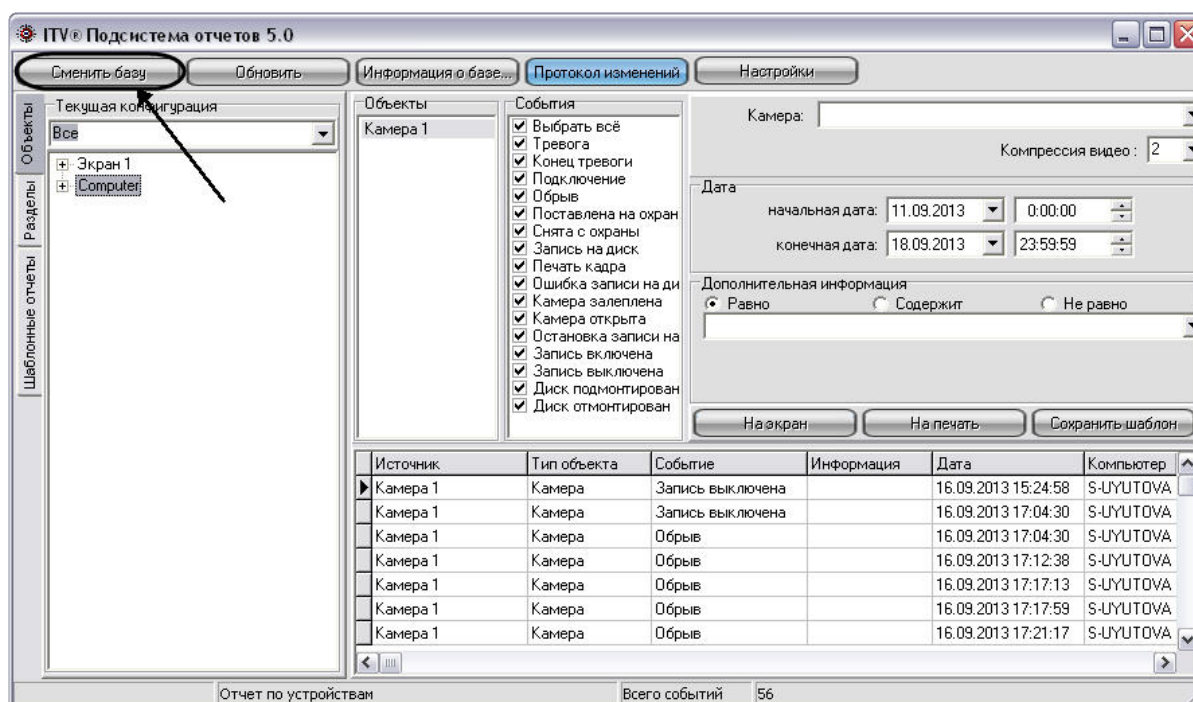 ITV® Подсистема отчетов 5.0
Сменить базу Обновить Информация о базе... Протокол изменений Настройки
Объекты
Разделы
Шаблонные отчеты
Текущая конфигурация
Все
Экран 1
Computer
Объекты
Камера 1
События
Выбрать всё
Тревога
Конец тревоги
Подключение
Обрыв
Поставлена на охран
Снята с охраны
Запись на диск
Печать кадра
Ошибка записи на ди
Камера залеплена
Камера открыта
Остановка записи на
Запись включена
Запись выключена
Диск подмонтирован
Диск отмонтирован
Камера:
Компрессия видео : 2
Дата
начальная дата: 11.09.2013 0:00:00
конечная дата: 18.09.2013 23:59:59
Дополнительная информация
Равно Содержит Не равно
На экран На печать Сохранить шаблон
Источник Тип объекта Событие Информация Дата Компьютер
Камера 1 Камера Запись выключена 16.09.2013 15:24:58 S-UYUTOVA
Камера 1 Камера Запись выключена 16.09.2013 17:04:30 S-UYUTOVA
Камера 1 Камера Обрыв 16.09.2013 17:04:30 S-UYUTOVA
Камера 1 Камера Обрыв 16.09.2013 17:12:38 S-UYUTOVA
Камера 1 Камера Обрыв 16.09.2013 17:17:13 S-UYUTOVA
Камера 1 Камера Обрыв 16.09.2013 17:17:59 S-UYUTOVA
Камера 1 Камера Обрыв 16.09.2013 17:21:17 S-UYUTOVA
Отчет по устройствам Всего событий 56